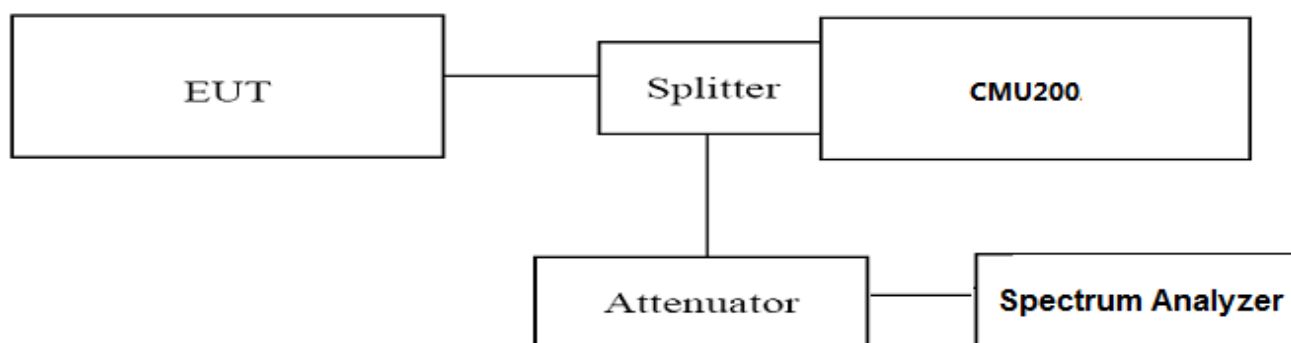 EUT
Splitter
CMU200
Attenuator
Spectrum Analyzer